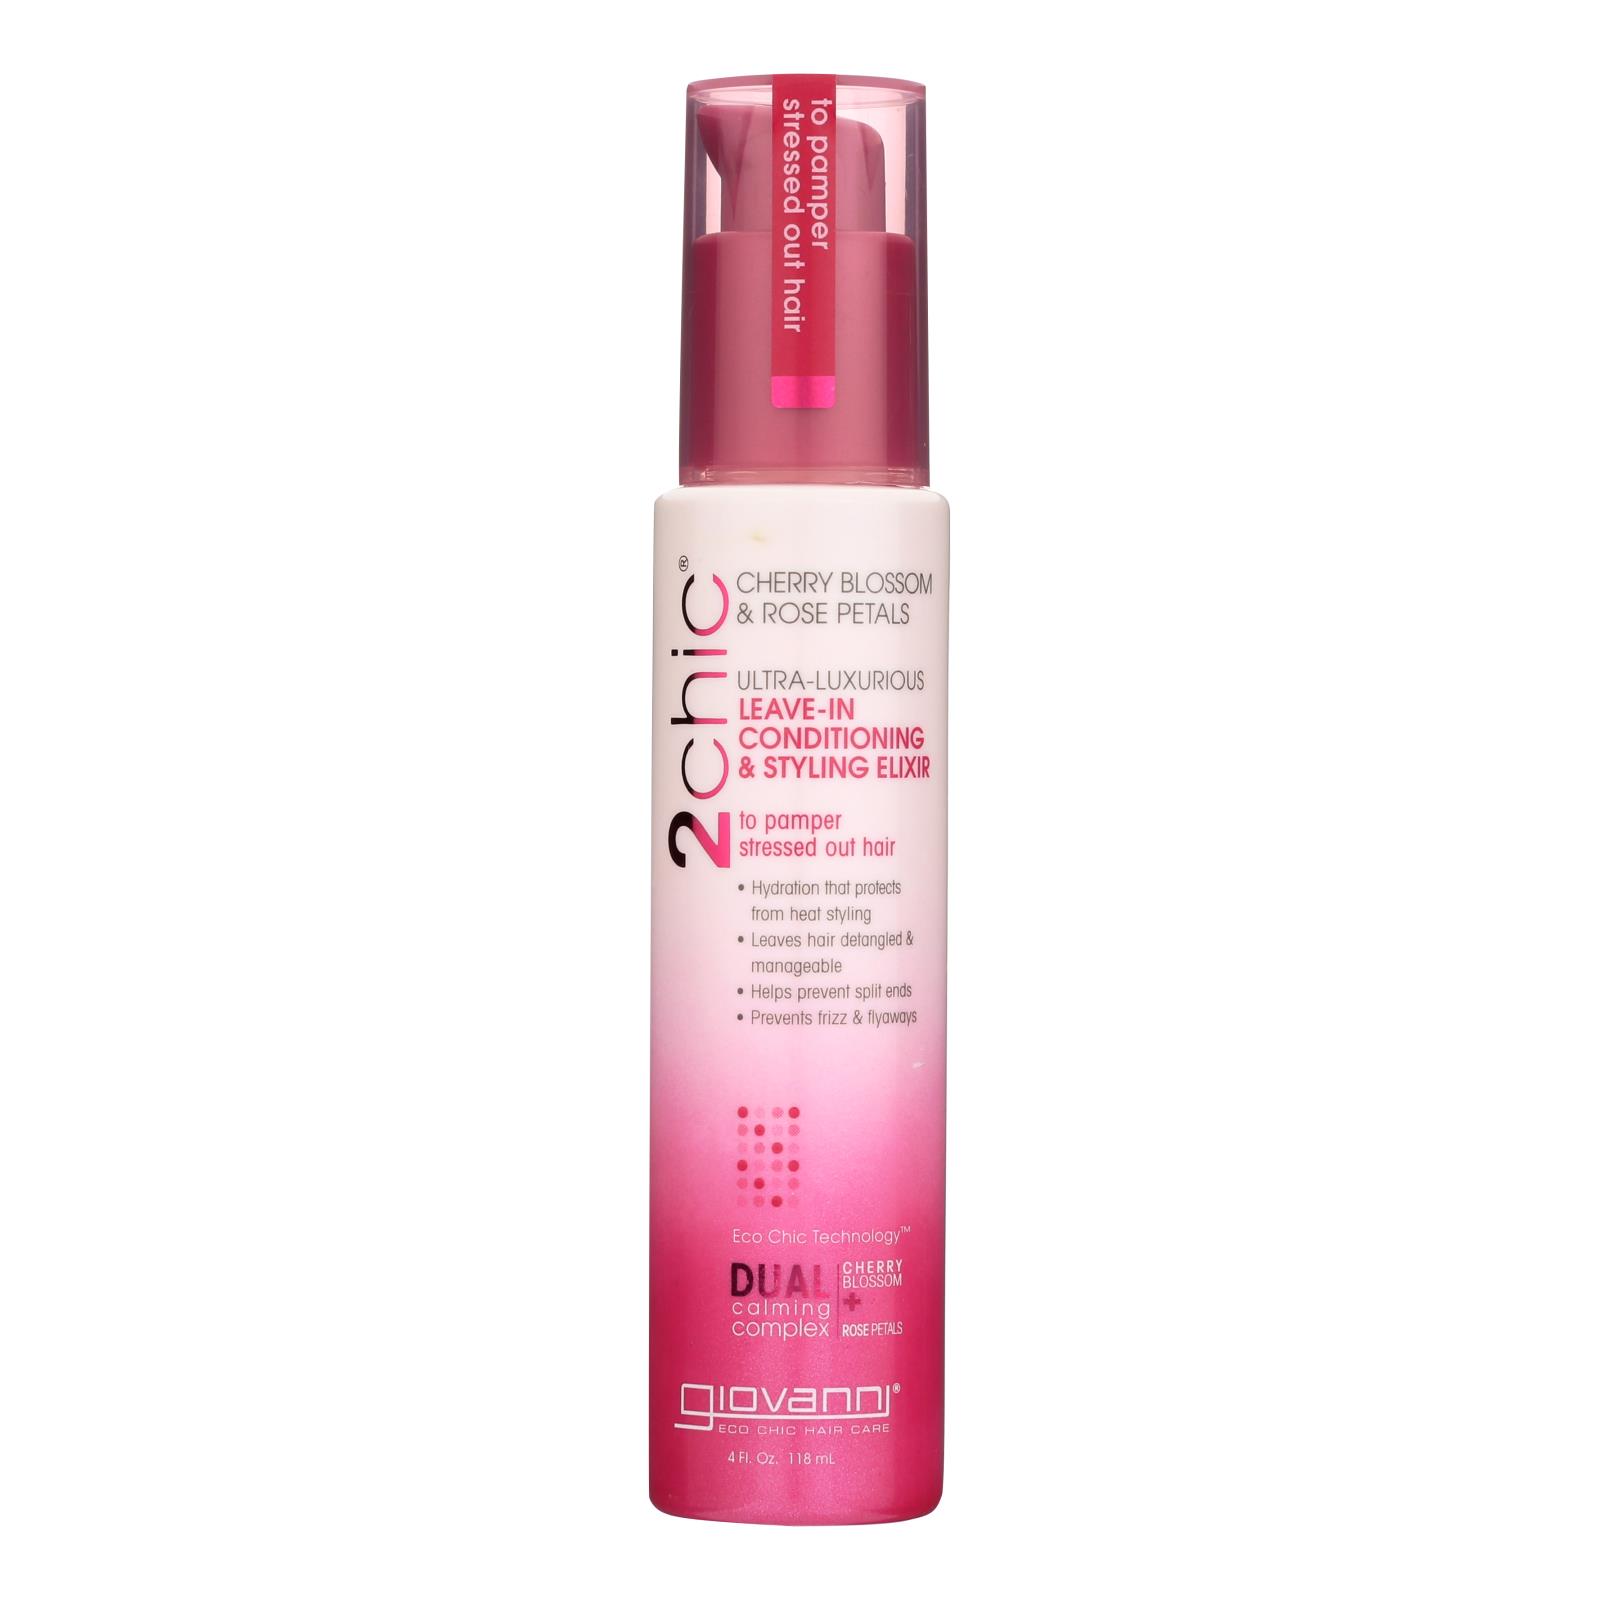 to pamper
stressed out hair
2chic®
CHERRY BLOSSOM
& ROSE PETALS
ULTRA-LUXURIOUS
LEAVE-IN
CONDITIONING
& STYLING ELIXIR
to pamper
stressed out hair
• Hydration that protects
from heat styling
• Leaves hair detangled &
manageable
• Helps prevent split ends
• Prevents frizz & flyaways
Eco Chic Technology™
DUAL
calming
complex
CHERRY
BLOSSOM
+
ROSE PETALS
giovanni®
ECO CHIC HAIR CARE
4 Fl. Oz. 118 mL